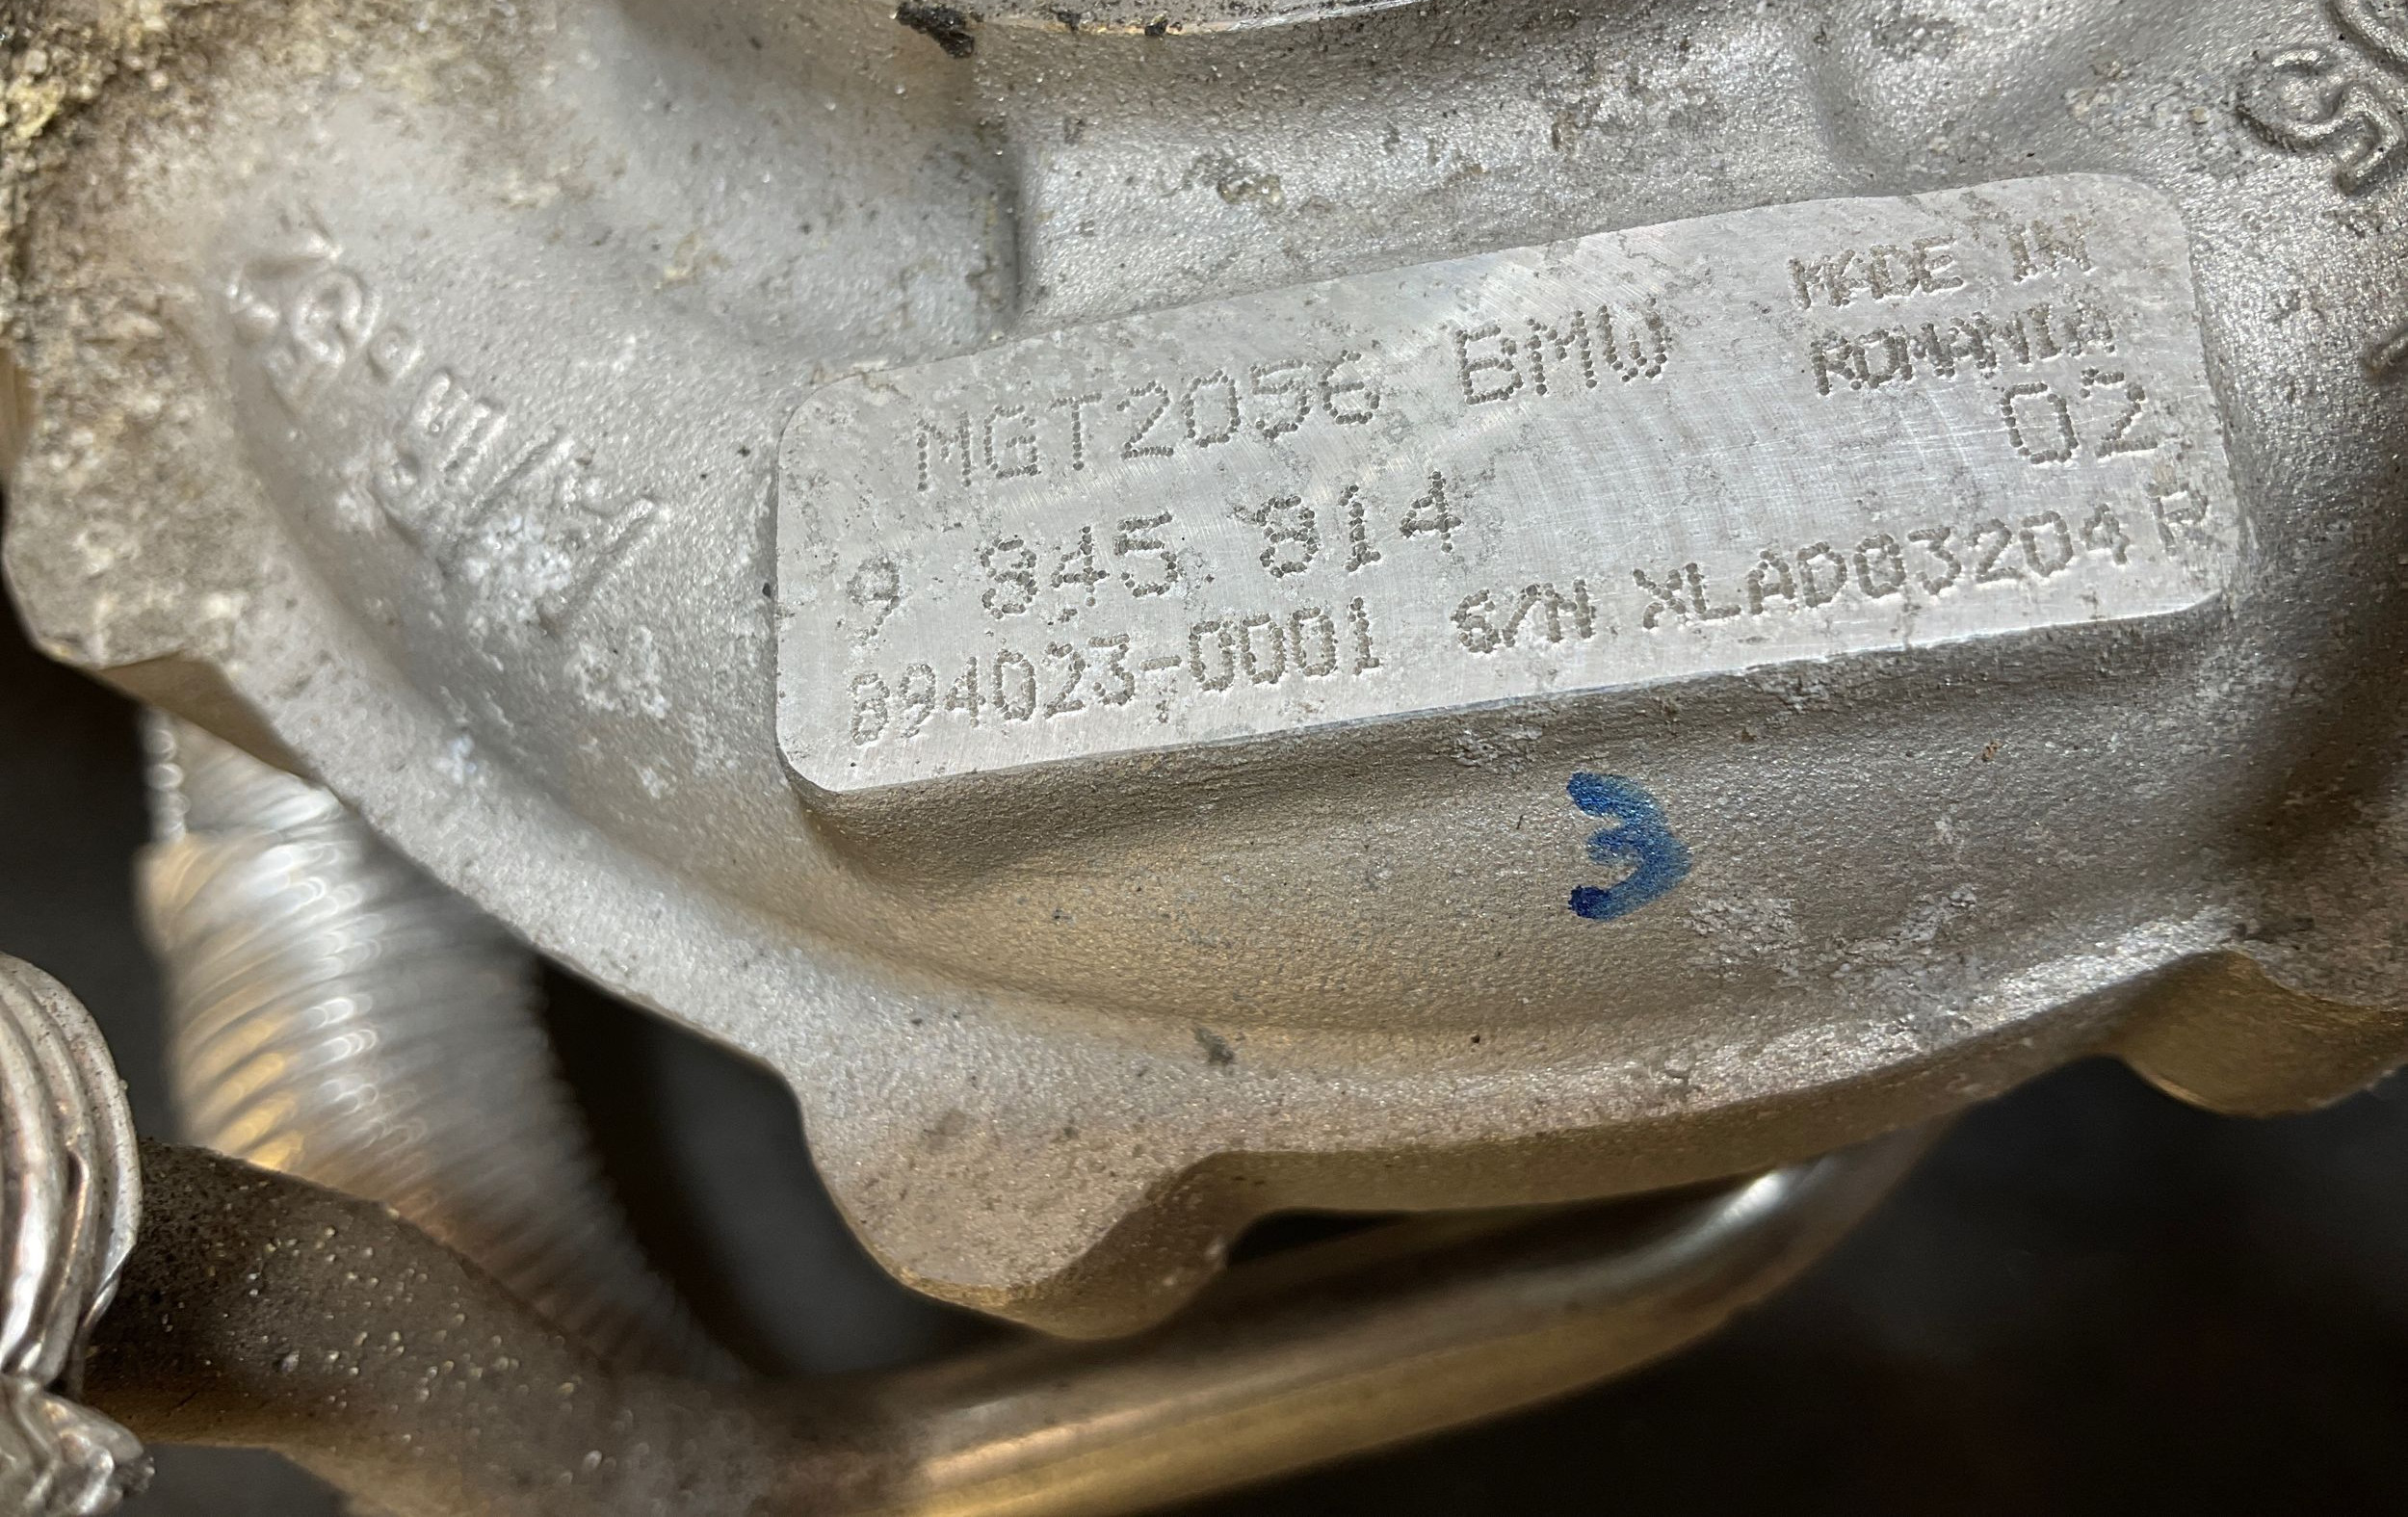 MGT2056 BMW
MADE IN
ROMANIA
02
9 845 814
894023-0001 S/N XLAD03204 R
3